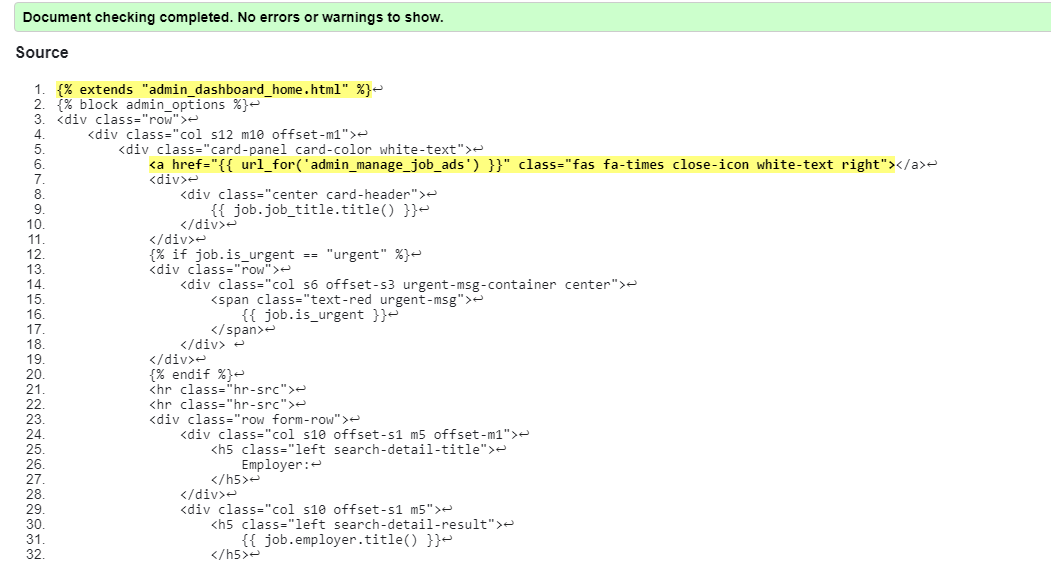 Document checking completed. No errors or warnings to show.
Source
1. {% extends "admin_dashboard_home.html" %}↩
2. {% block admin_options %}↩
3. <div class="row">↩
4.     <div class="col s12 m10 offset-m1">↩
5.         <div class="card-panel card-color white-text">↩
6.             <a href="{{ url_for('admin_manage_job_ads') }}" class="fas fa-times close-icon white-text right"></a>↩
7.             <div>↩
8.                 <div class="center card-header">↩
9.                     {{ job.job_title.title() }}↩
10.                 </div>↩
11.             </div>↩
12.             {% if job.is_urgent == "urgent" %}↩
13.             <div class="row">↩
14.                 <div class="col s6 offset-s3 urgent-msg-container center">↩
15.                     <span class="text-red urgent-msg">↩
16.                         {{ job.is_urgent }}↩
17.                     </span>↩
18.                 </div> ↩
19.             </div>↩
20.             {% endif %}↩
21.             <hr class="hr-src">↩
22.             <hr class="hr-src">↩
23.             <div class="row form-row">↩
24.                 <div class="col s10 offset-s1 m5 offset-m1">↩
25.                     <h5 class="left search-detail-title">↩
26.                         Employer:↩
27.                     </h5>↩
28.                 </div>↩
29.                 <div class="col s10 offset-s1 m5">↩
30.                     <h5 class="left search-detail-result">↩
31.                         {{ job.employer.title() }}↩
32.                     </h5>↩